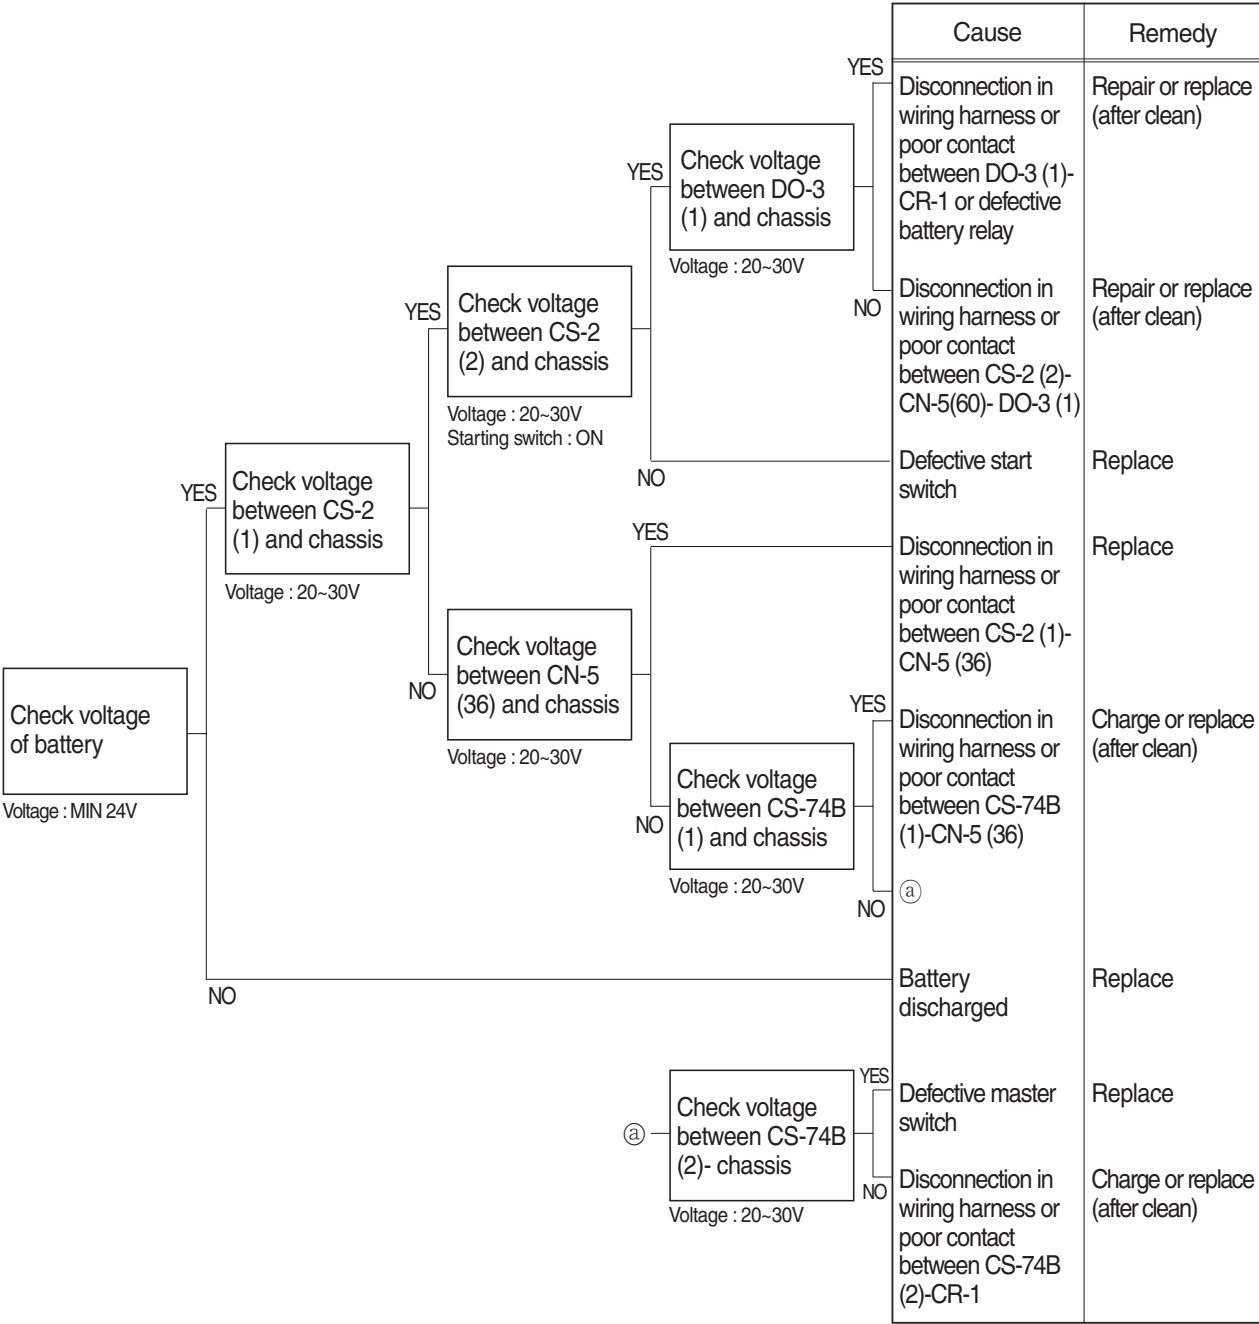 Cause
Remedy
YES
Disconnection in
wiring harness or
poor contact
between DO-3 (1)-
CR-1 or defective
battery relay
Repair or replace
(after clean)
YES
Check voltage
between DO-3
(1) and chassis
Voltage : 20~30V
NO
Disconnection in
wiring harness or
poor contact
between CS-2 (2)-
CN-5(60)- DO-3 (1)
Repair or replace
(after clean)
YES
Check voltage
between CS-2
(2) and chassis
Voltage : 20~30V
Starting switch : ON
NO
Defective start
switch
Replace
YES
Check voltage
between CS-2
(1) and chassis
Voltage : 20~30V
YES
Disconnection in
wiring harness or
poor contact
between CS-2 (1)-
CN-5 (36)
Replace
NO
Check voltage
between CN-5
(36) and chassis
Voltage : 20~30V
Check voltage
of battery
Voltage : MIN 24V
YES
Disconnection in
wiring harness or
poor contact
between CS-74B
(1)-CN-5 (36)
Charge or replace
(after clean)
NO
Check voltage
between CS-74B
(1) and chassis
Voltage : 20~30V
NO
ⓐ
NO
Battery
discharged
Replace
ⓐ
Check voltage
between CS-74B
(2)- chassis
Voltage : 20~30V
YES
Defective master
switch
Replace
NO
Disconnection in
wiring harness or
poor contact
between CS-74B
(2)-CR-1
Charge or replace
(after clean)